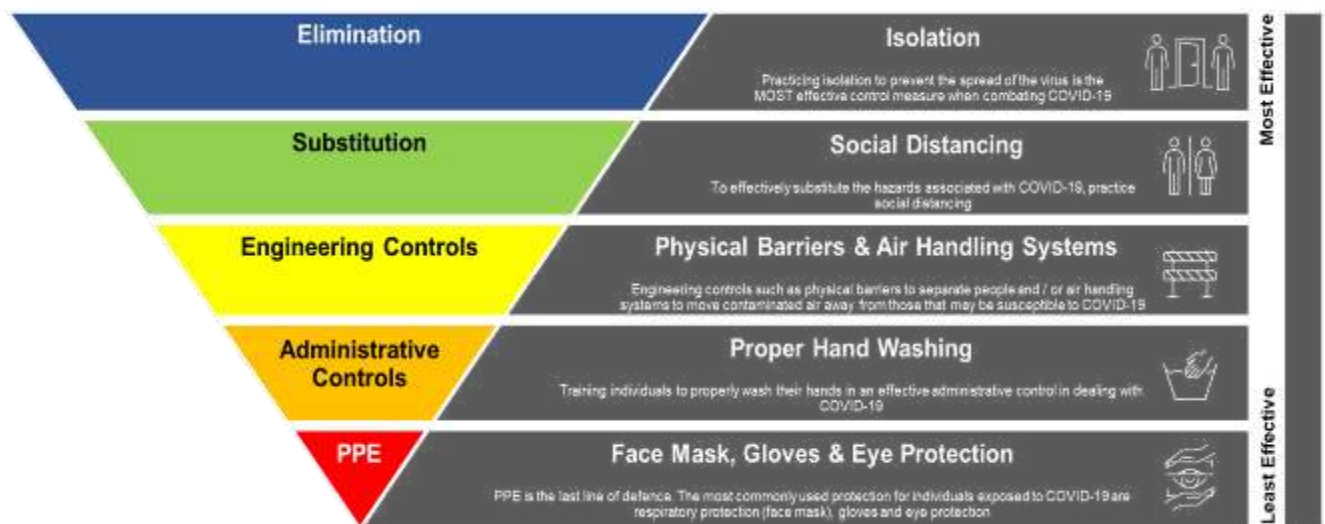 Elimination
Isolation
Practicing isolation to prevent the spread of the virus is the
MOST effective control measure when combating COVID-19
Substitution
Social Distancing
To effectively substitute the hazards associated with COVID-19, practice
social distancing
Engineering Controls
Physical Barriers & Air Handling Systems
Engineering controls such as physical barriers to separate people and / or air handling
systems to move contaminated air away from those that may be susceptible to COVID-19
Administrative
Controls
Proper Hand Washing
Training individuals to properly wash their hands in an effective administrative control in dealing with
COVID-19
PPE
Face Mask, Gloves & Eye Protection
PPE is the last line of defence. The most commonly used protection for individuals exposed to COVID-19 are
respiratory protection (face mask), gloves and eye protection
Most Effective
Least Effective